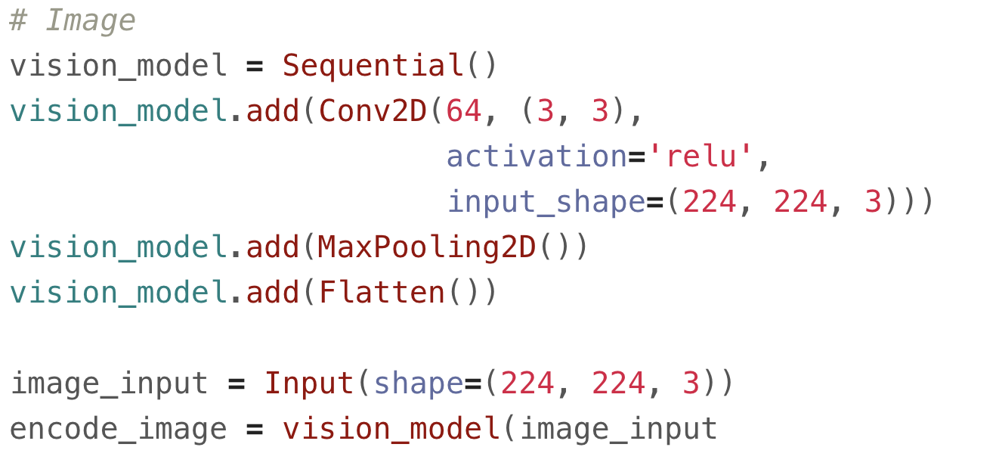 # Image
vision_model = Sequential()
vision_model.add(Conv2D(64, (3, 3),
                        activation='relu',
                        input_shape=(224, 224, 3)))
vision_model.add(MaxPooling2D())
vision_model.add(Flatten())

image_input = Input(shape=(224, 224, 3))
encode_image = vision_model(image_input